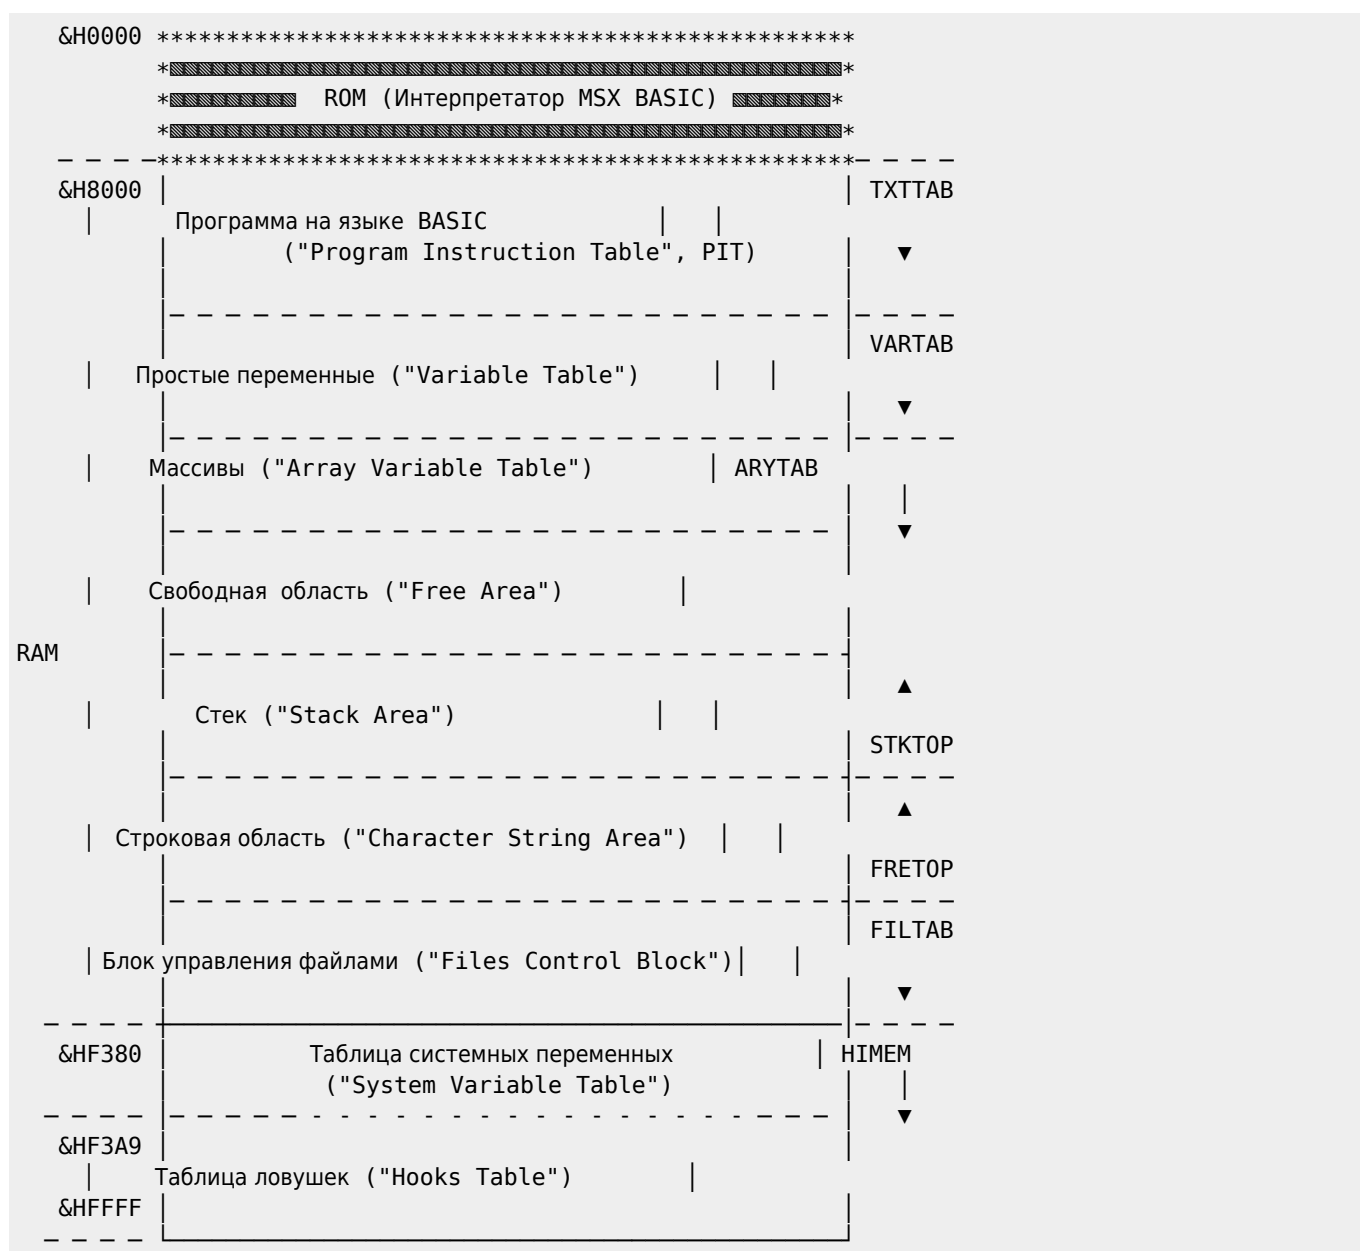 &H0000
ROM (Интерпретатор MSX BASIC)
&H8000 TXTTAB
Программа на языке BASIC
("Program Instruction Table", PIT)
VARTAB
Простые переменные ("Variable Table")
Массивы ("Array Variable Table") ARYTAB
Свободная область ("Free Area")
RAM
Стек ("Stack Area")
STKTOP
Строковая область ("Character String Area")
FRETOP
FILTAB
Блок управления файлами ("Files Control Block")
&HF380 Таблица системных переменных HIMEM
("System Variable Table")
&HF3A9
Таблица ловушек ("Hooks Table")
&HFFFF